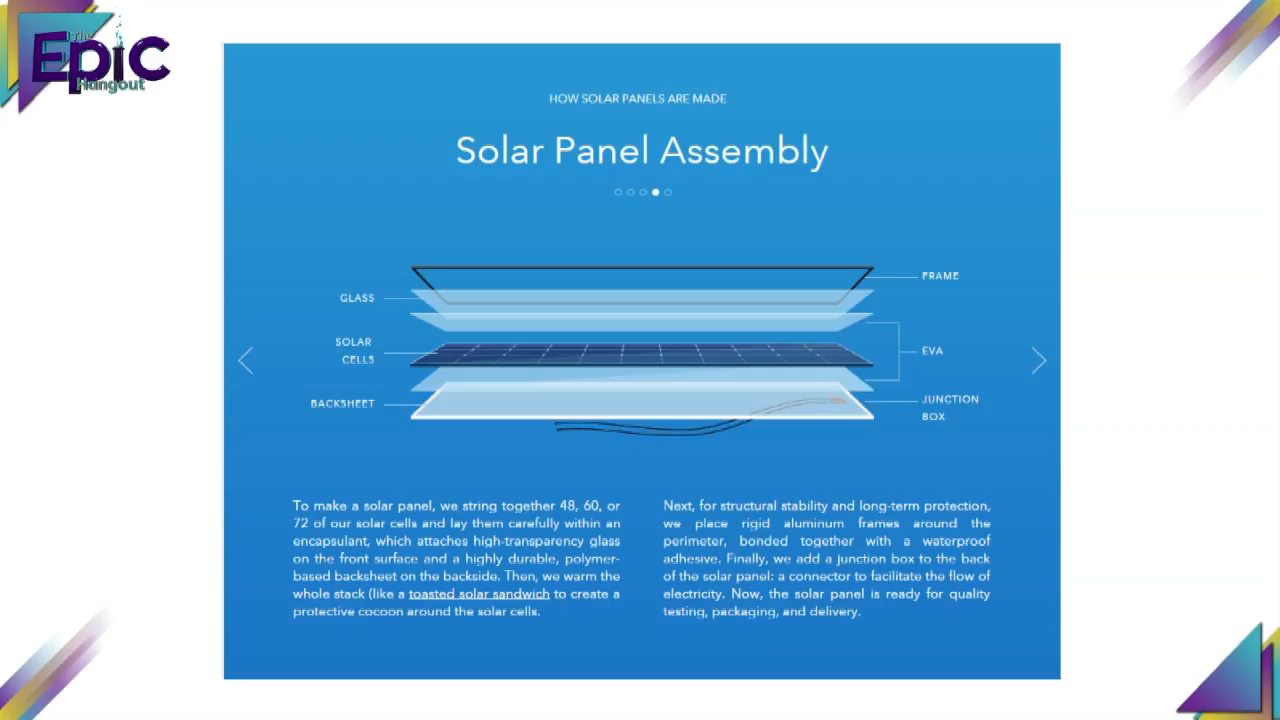 The
Epic
Hangout
HOW SOLAR PANELS ARE MADE
Solar Panel Assembly
FRAME
GLASS
SOLAR
CELLS
EVA
BACKSHEET
JUNCTION
BOX
To make a solar panel, we string together 48, 60, or
72 of our solar cells and lay them carefully within an
encapsulant, which attaches high-transparency glass
on the front surface and a highly durable, polymer-
based backsheet on the backside. Then, we warm the
whole stack (like a toasted solar sandwich to create a
protective cocoon around the solar cells.
Next, for structural stability and long-term protection,
we place rigid aluminum frames around the
perimeter, bonded together with a waterproof
adhesive. Finally, we add a junction box to the back
of the solar panel: a connector to facilitate the flow of
electricity. Now, the solar panel is ready for quality
testing, packaging, and delivery.